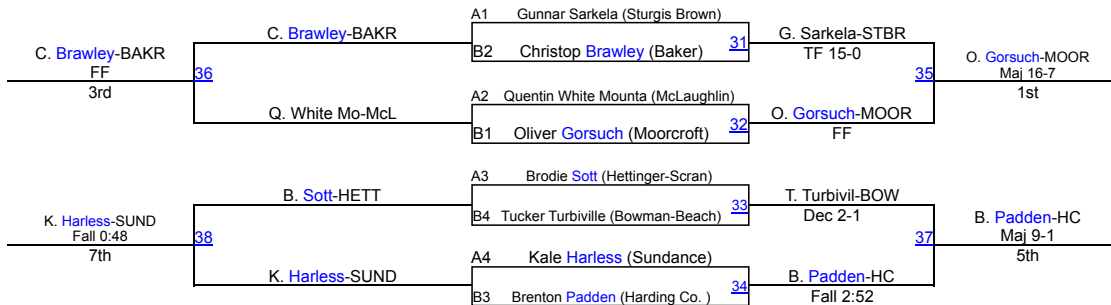 A1 Gunnar Sarkela (Sturgis Brown)
C. Brawley-BAKR
G. Sarkela-STBR
31
C. Brawley-BAKR
B2 Christop Brawley (Baker)
TF 15-0
O. Gorsuch-MOOR
FF
36
35
Maj 16-7
3rd
1st
A2 Quentin White Mounta (McLaughlin)
Q. White Mo-McL
O. Gorsuch-MOOR
32
B1 Oliver Gorsuch (Moorcroft)
FF
A3 Brodie Sott (Hettinger-Scran)
B. Sott-HETT
T. Turbivil-BOW
33
B4 Tucker Turbiville (Bowman-Beach)
Dec 2-1
K. Harless-SUND
B. Padden-HC
Fall 0:48
38
37
Maj 9-1
7th
5th
A4 Kale Harless (Sundance)
K. Harless-SUND
B. Padden-HC
34
B3 Brenton Padden (Harding Co. )
Fall 2:52